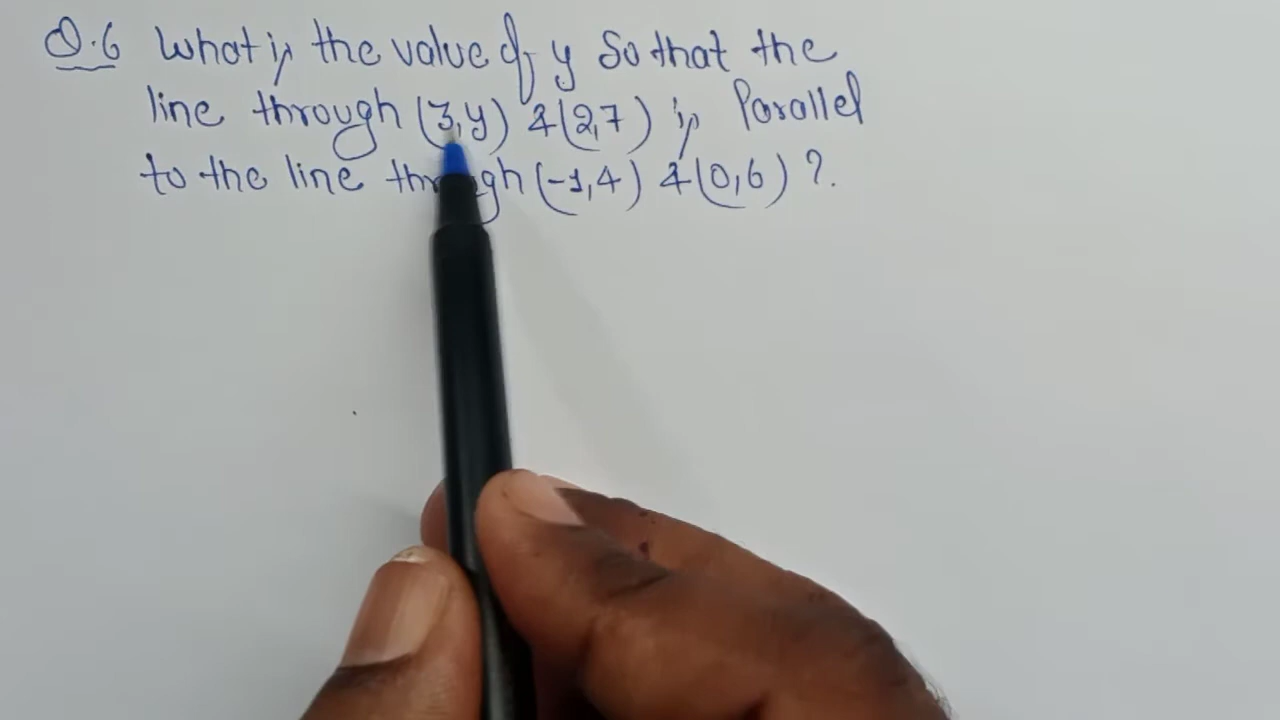 Q.6 What is the value of y So that the
line through (3,y) & (2,7) is Parallel
to the line through (-1,4) & (0,6) ?.